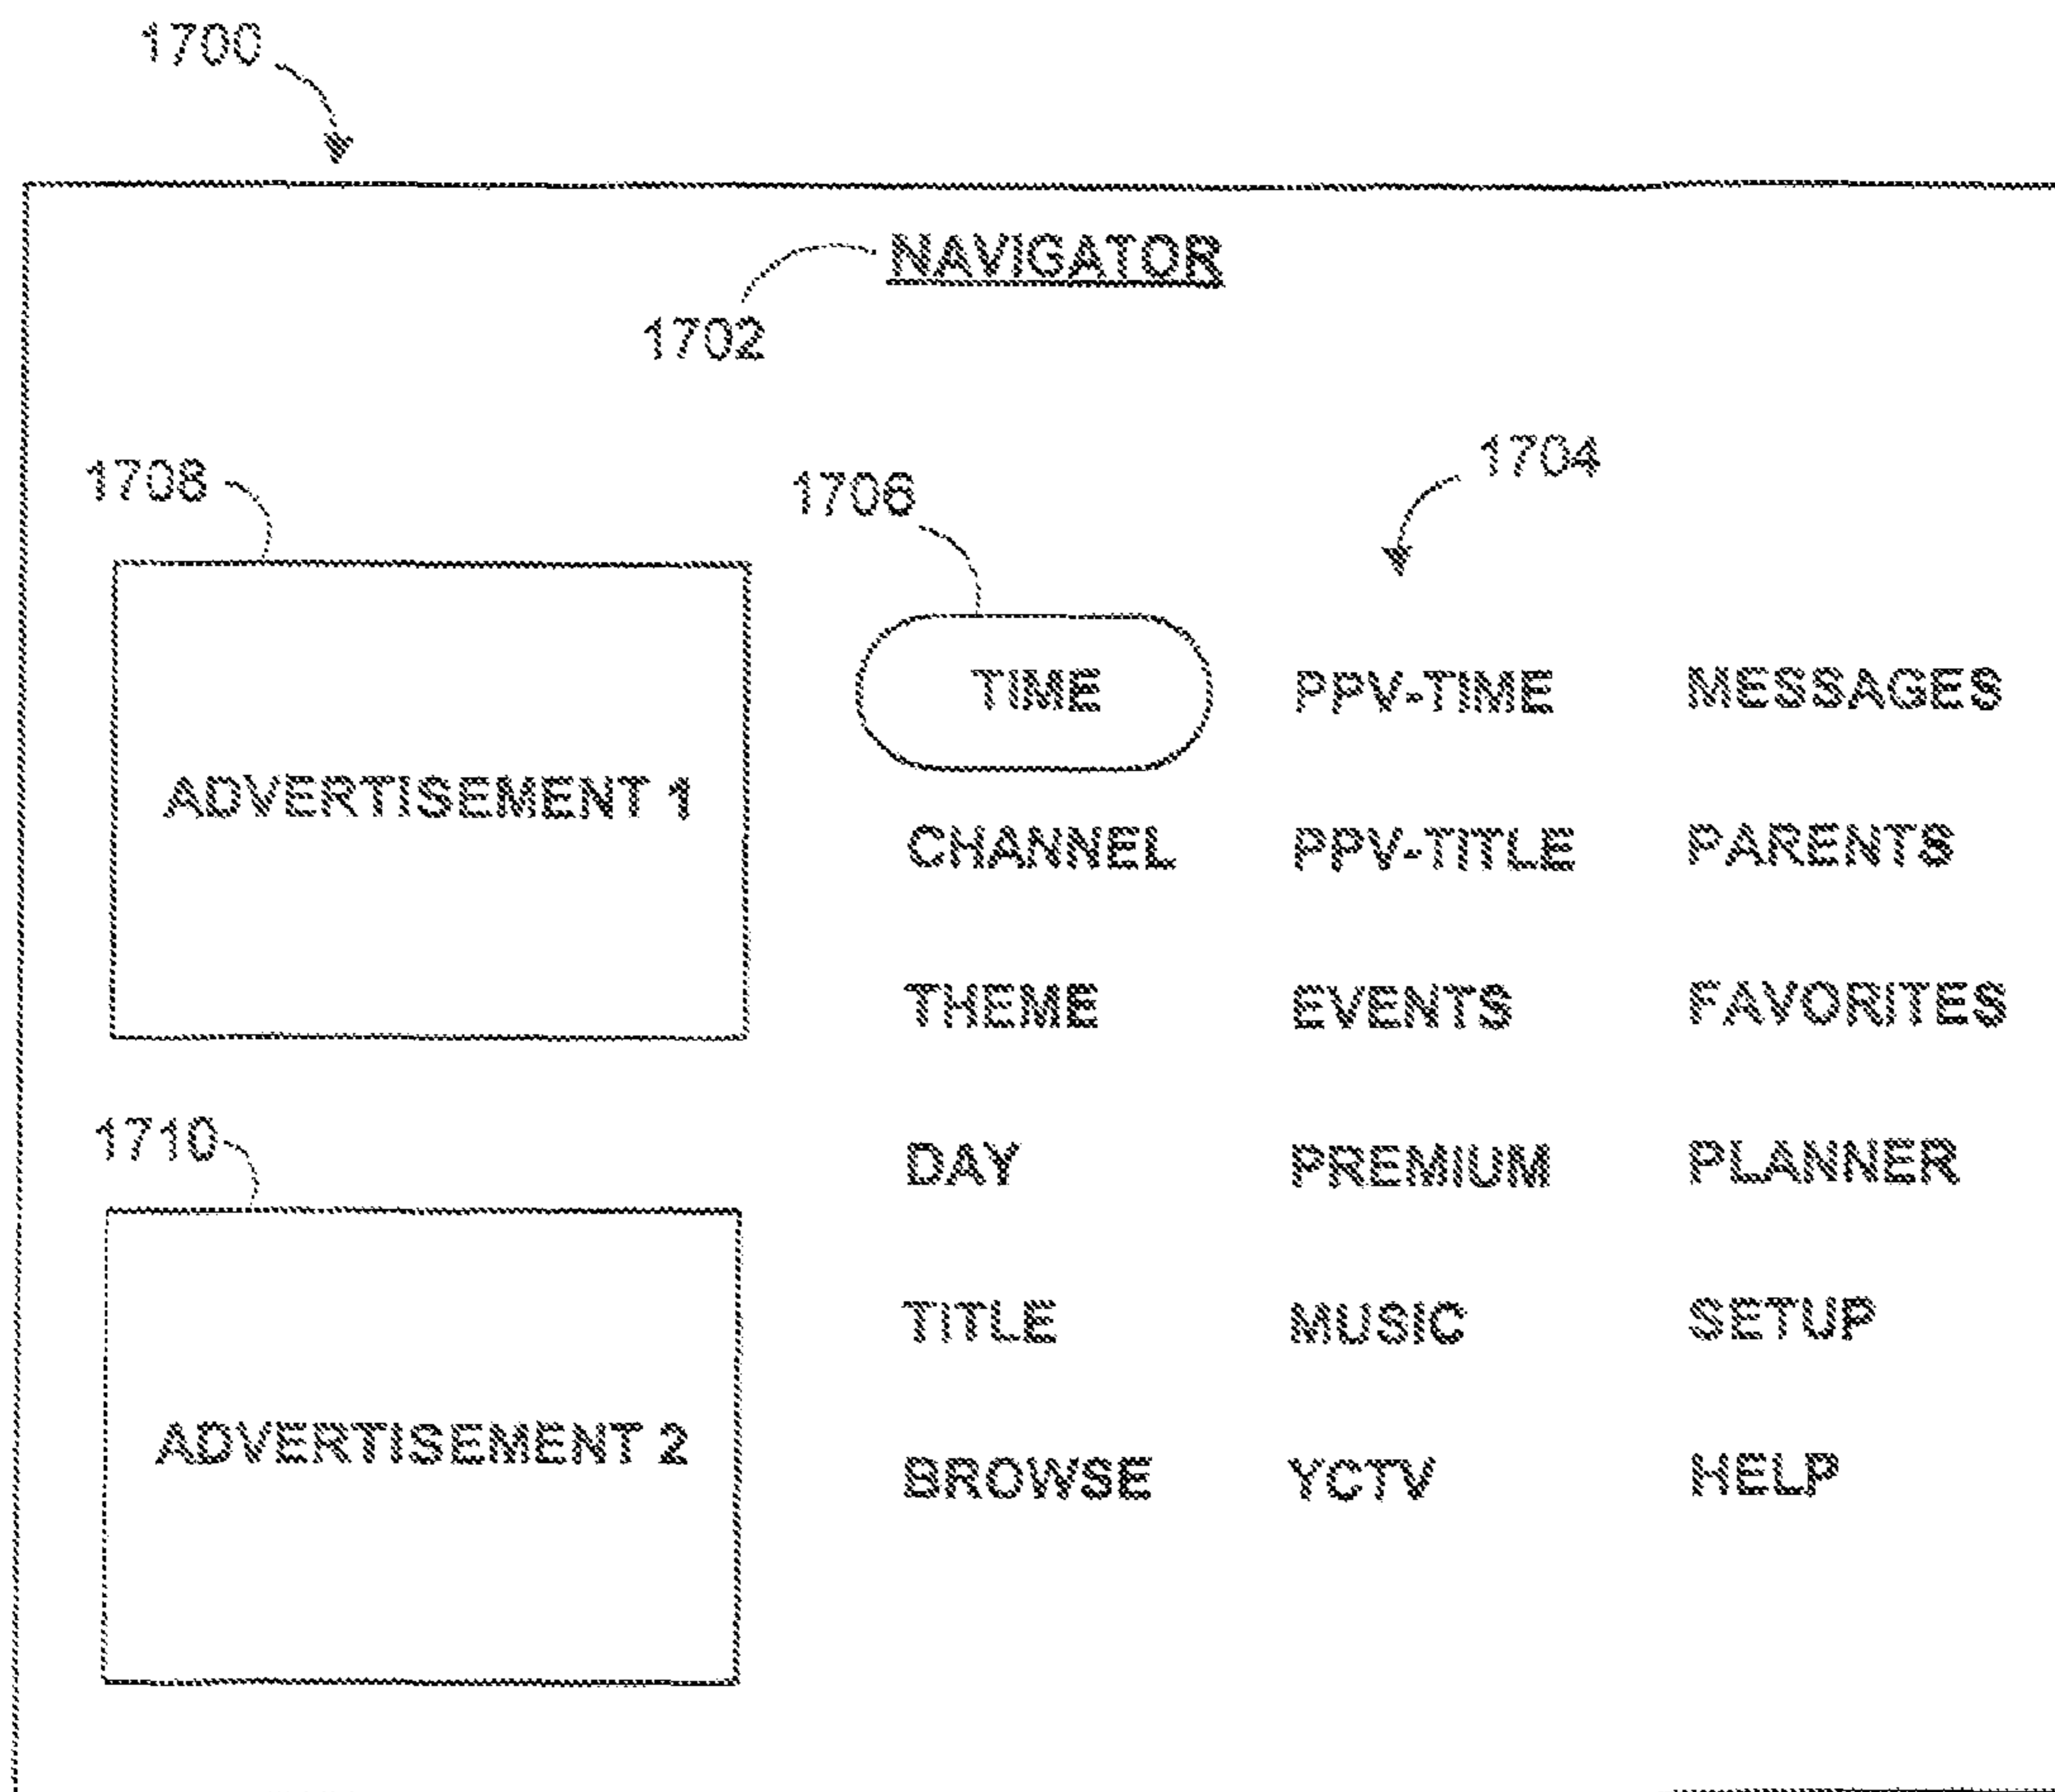 1700
NAVIGATOR
1702
1704
1708
1706
TIME PPV-TIME MESSAGES
ADVERTISEMENT 1
CHANNEL PPV-TITLE PARENTS
THEME EVENTS FAVORITES
1710
DAY PREMIUM PLANNER
TITLE MUSIC SETUP
ADVERTISEMENT 2
BROWSE YCTV HELP